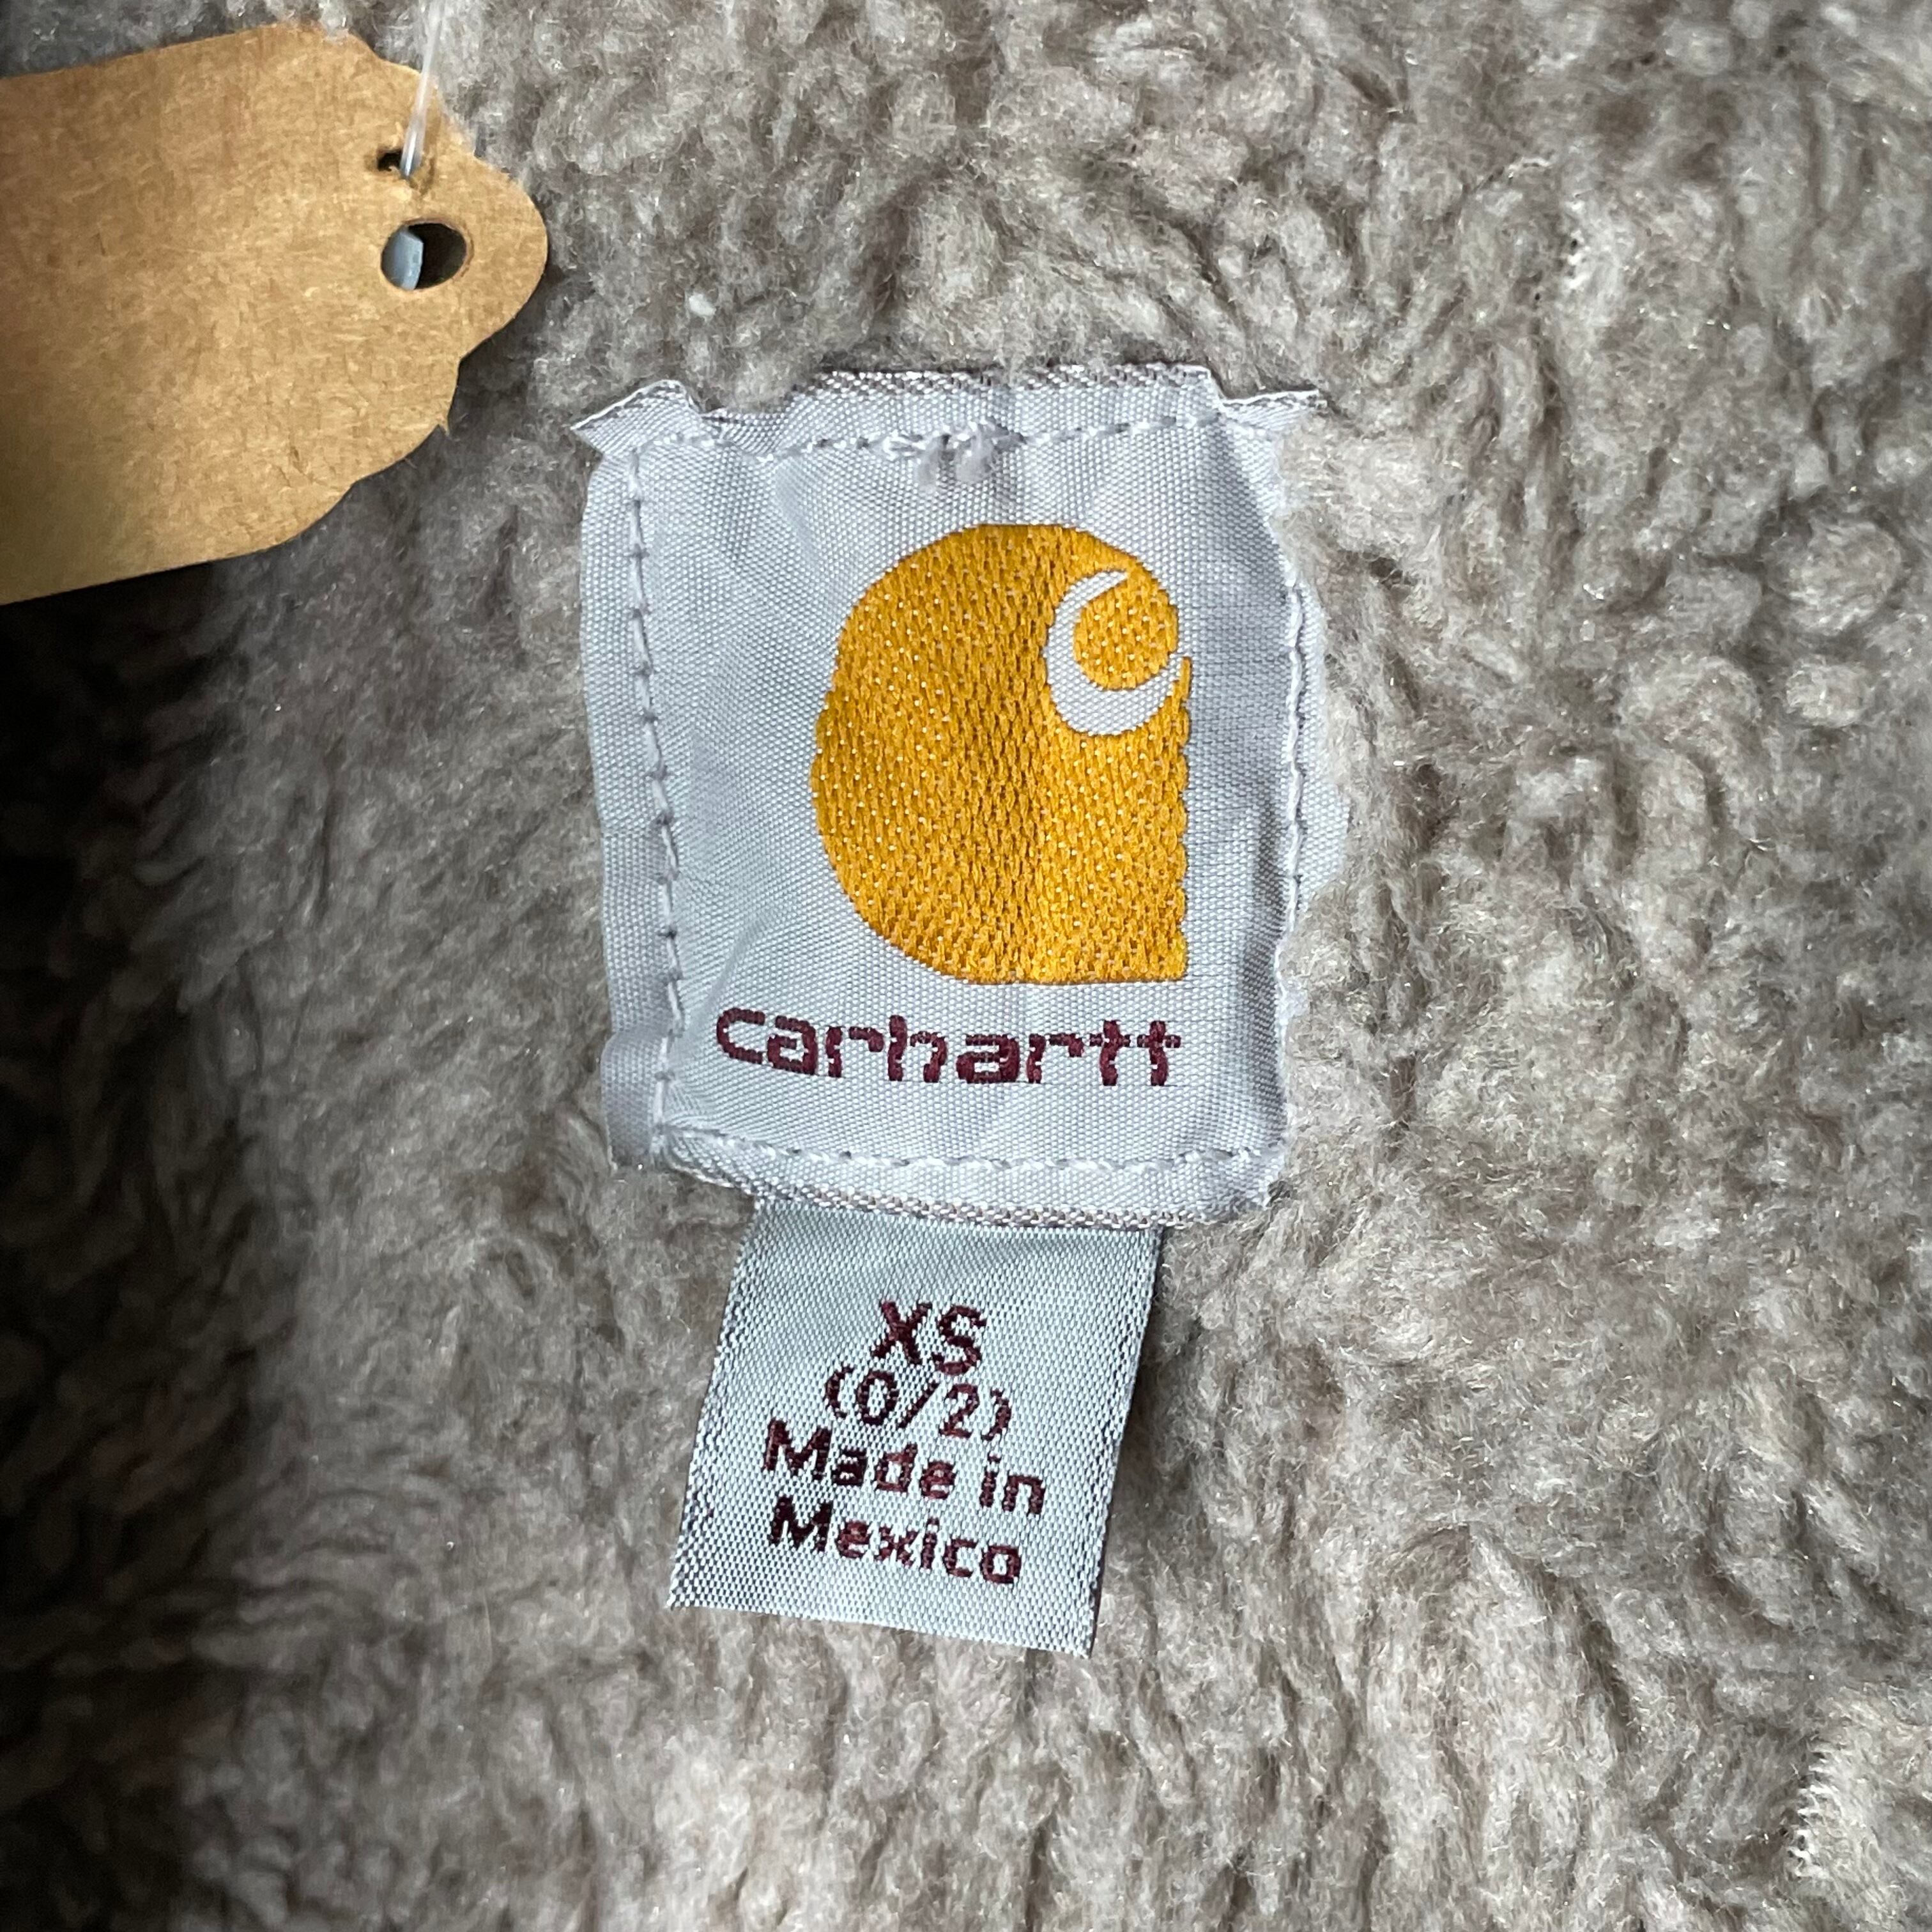 carhartt
XS
(0/2)
Made in
Mexico